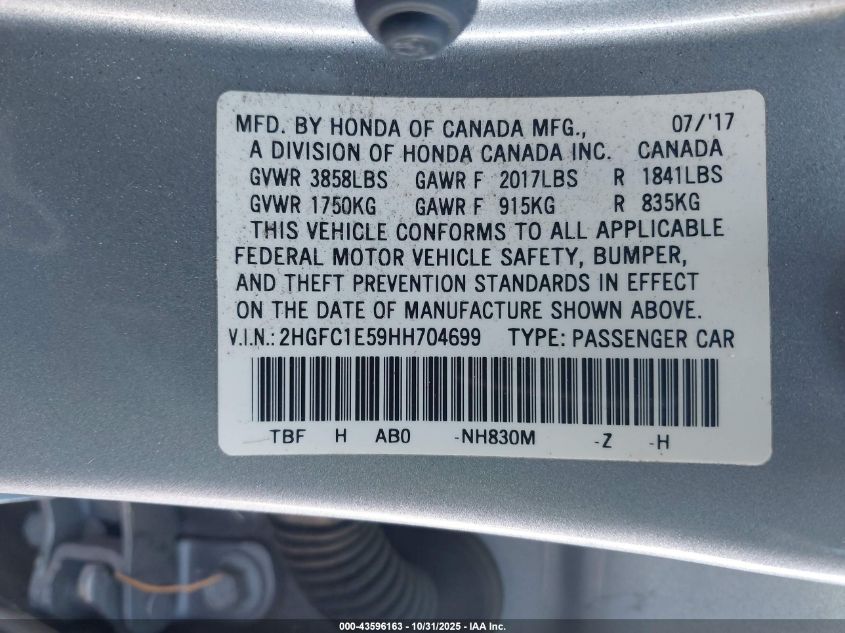 MFD. BY HONDA OF CANADA MFG., 07/'17
A DIVISION OF HONDA CANADA INC. CANADA
GVWR 3858LBS GAWR F 2017LBS R 1841LBS
GVWR 1750KG GAWR F 915KG R 835KG
THIS VEHICLE CONFORMS TO ALL APPLICABLE
FEDERAL MOTOR VEHICLE SAFETY, BUMPER,
AND THEFT PREVENTION STANDARDS IN EFFECT
ON THE DATE OF MANUFACTURE SHOWN ABOVE.
V.I.N.: 2HGFC1E59HH704699 TYPE: PASSENGER CAR
TBF H AB0 -NH830M -Z -H
000-43596163 - 10/31/2025 - IAA Inc.